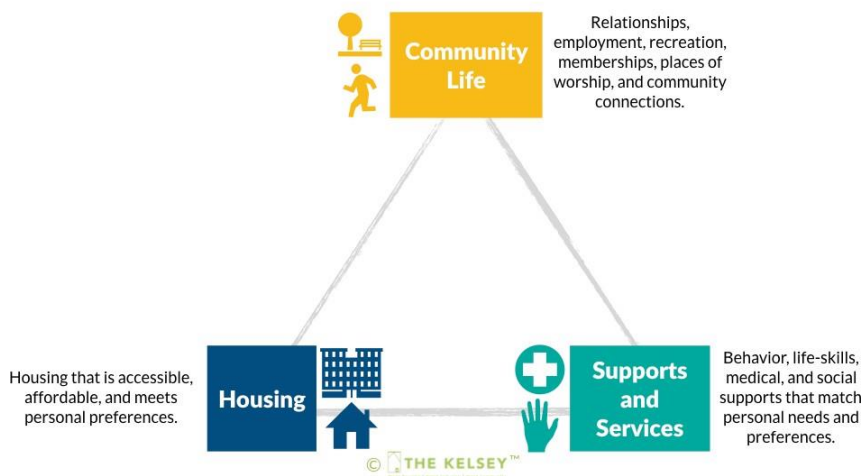 Community
Life
Relationships,
employment, recreation,
memberships, places of
worship, and community
connections.
Housing that is accessible,
affordable, and meets
personal preferences.
Housing
Supports
and
Services
Behavior, life-skills,
medical, and social
supports that match
personal needs and
preferences.
© THE KELSEY™